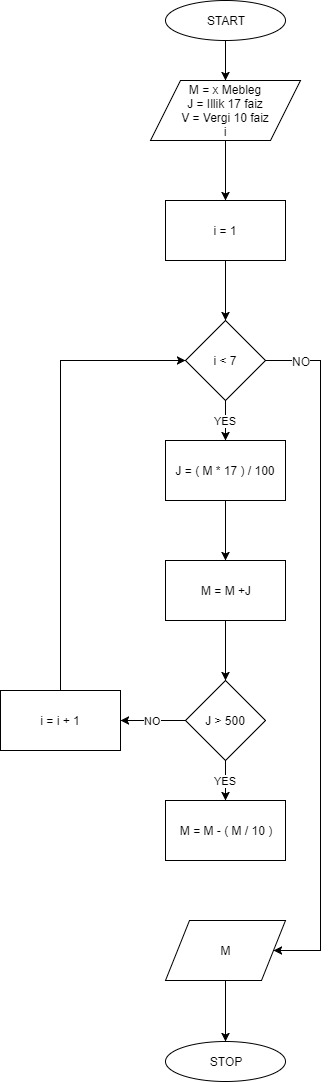 START
M = x Mebleg
J = Illik 17 faiz
V = Vergi 10 faiz
i
i = 1
i < 7
NO
YES
J = ( M * 17 ) / 100
M = M +J
J > 500
NO
i = i + 1
YES
M = M - ( M / 10 )
M
STOP